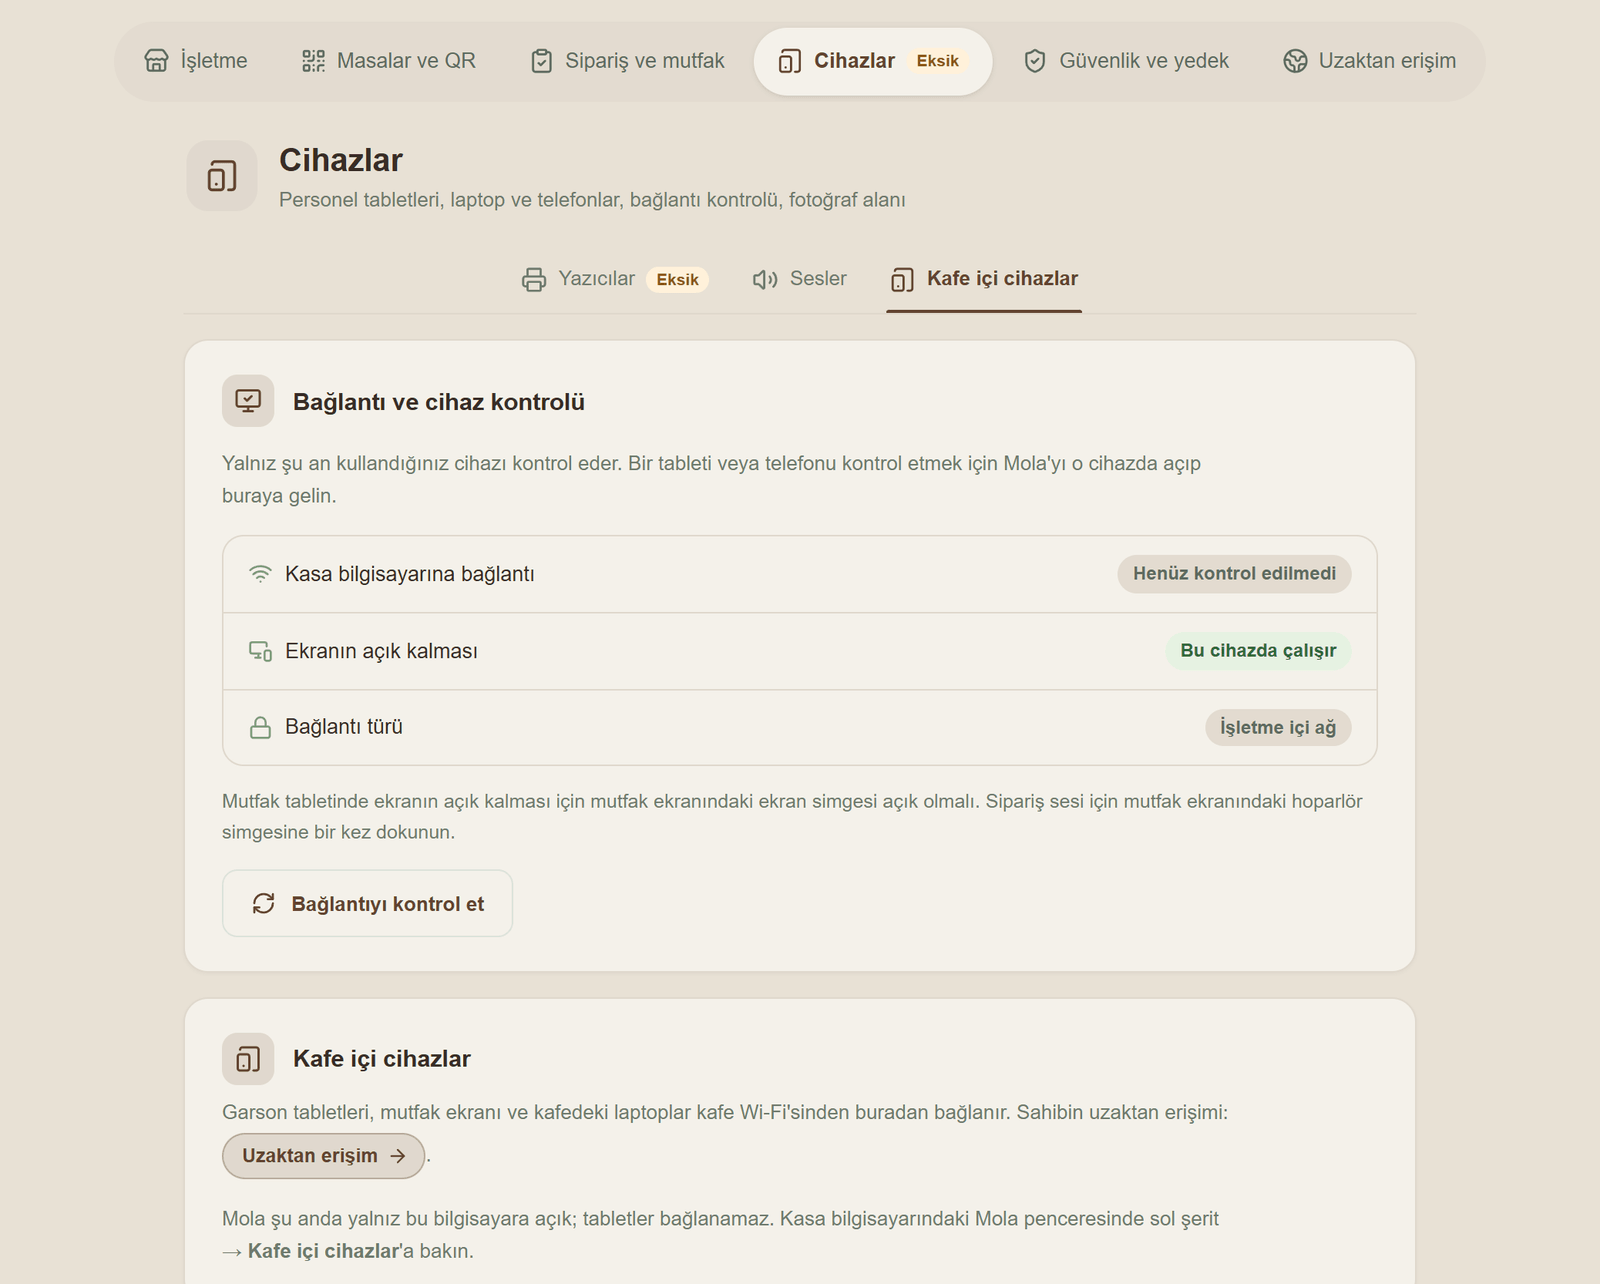 İşletme
Masalar ve QR
Sipariş ve mutfak
Cihazlar
Eksik
Güvenlik ve yedek
Uzaktan erişim
Cihazlar
Personel tabletleri, laptop ve telefonlar, bağlantı kontrolü, fotoğraf alanı
Yazıcılar
Eksik
Sesler
Kafe içi cihazlar
Bağlantı ve cihaz kontrolü
Yalnız şu an kullandığınız cihazı kontrol eder. Bir tableti veya telefonu kontrol etmek için Mola'yı o cihazda açıp
buraya gelin.
Kasa bilgisayarına bağlantı
Henüz kontrol edilmedi
Ekranın açık kalması
Bu cihazda çalışır
Bağlantı türü
İşletme içi ağ
Mutfak tabletinde ekranın açık kalması için mutfak ekranındaki ekran simgesi açık olmalı. Sipariş sesi için mutfak ekranındaki hoparlör
simgesine bir kez dokunun.
Bağlantıyı kontrol et
Kafe içi cihazlar
Garson tabletleri, mutfak ekranı ve kafedeki laptoplar kafe Wi-Fi'sinden buradan bağlanır. Sahibin uzaktan erişimi:
Uzaktan erişim → .
Mola şu anda yalnız bu bilgisayara açık; tabletler bağlanamaz. Kasa bilgisayarındaki Mola penceresinde sol şerit
→ Kafe içi cihazlar'a bakın.